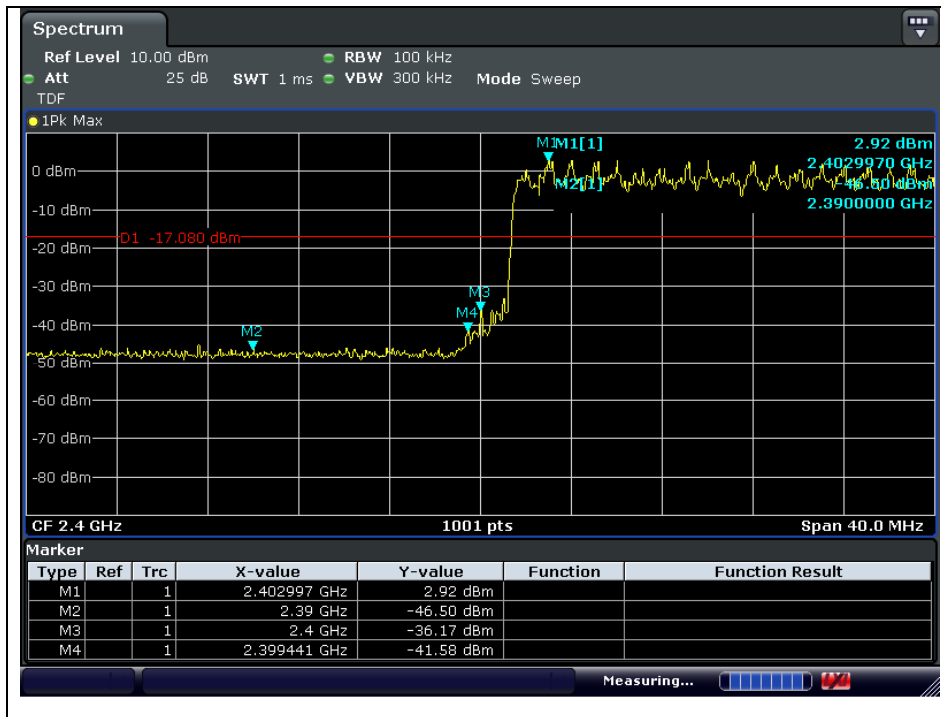 Spectrum
Ref Level 10.00 dBm RBW 100 kHz
Att 25 dB SWT 1 ms VBW 300 kHz Mode Sweep
TDF
1Pk Max
M1 M1[1] 2.92 dBm
2.4029970 GHz
M2[1] -46.50 dBm
2.3900000 GHz
0 dBm
-10 dBm
D1 -17.080 dBm
-20 dBm
-30 dBm
M3
M4
-40 dBm
M2
-50 dBm
-60 dBm
-70 dBm
-80 dBm
CF 2.4 GHz 1001 pts Span 40.0 MHz
Marker
Type Ref Trc X-value Y-value Function Function Result
M1 1 2.402997 GHz 2.92 dBm
M2 1 2.39 GHz -46.50 dBm
M3 1 2.4 GHz -36.17 dBm
M4 1 2.399441 GHz -41.58 dBm
Measuring...